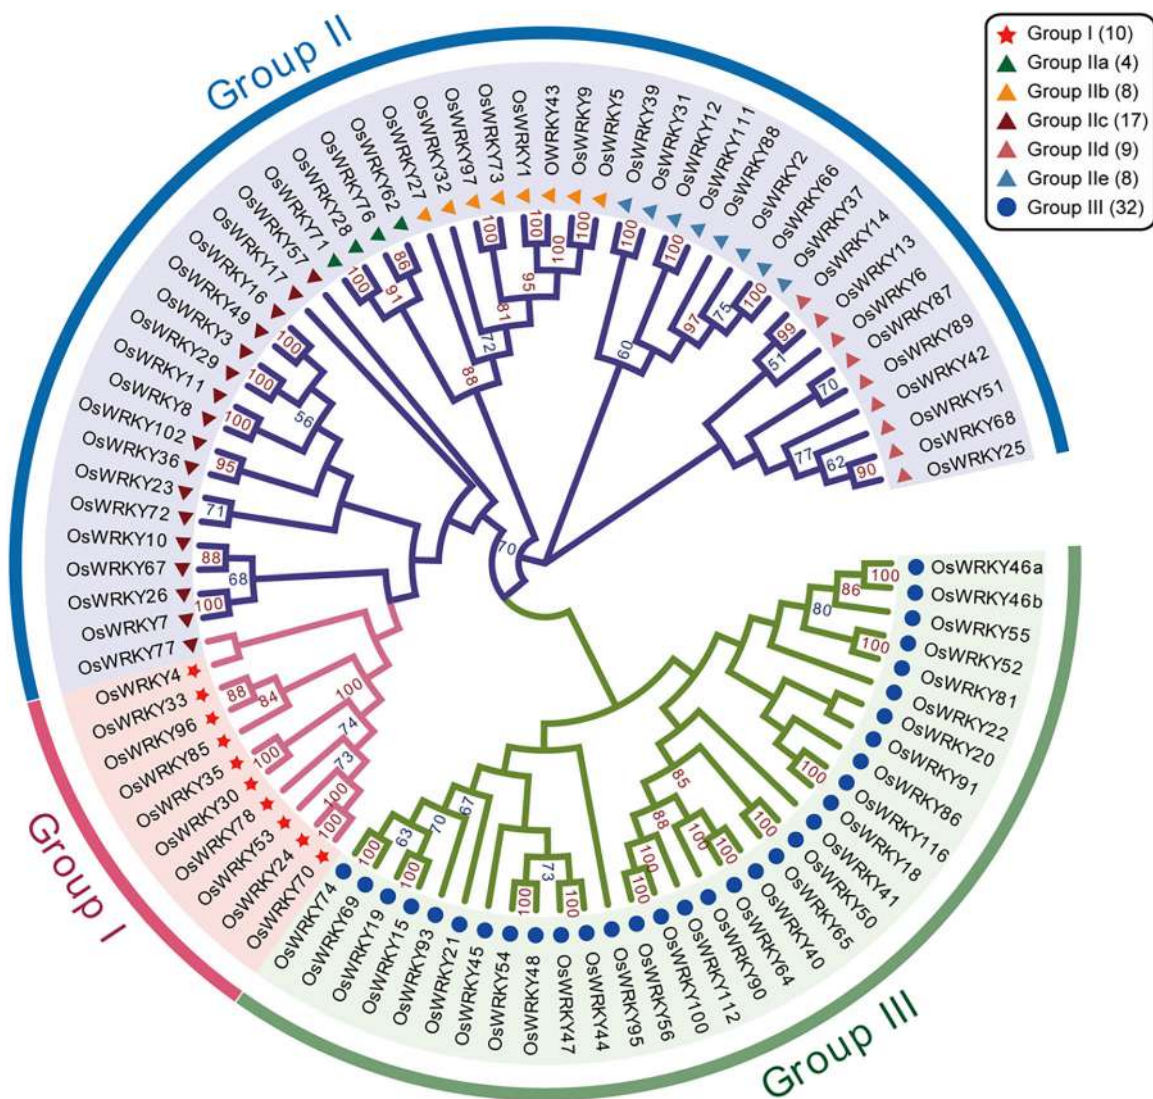 Group II
Group I
Group III
Group I (10)
Group IIa (4)
Group IIb (8)
Group IIc (17)
Group IId (9)
Group IIe (8)
Group III (32)
OsWRKY4
OsWRKY77
OsWRKY7
OsWRKY26
OsWRKY67
OsWRKY10
OsWRKY72
OsWRKY23
OsWRKY36
OsWRKY102
OsWRKY8
OsWRKY11
OsWRKY29
OsWRKY3
OsWRKY49
OsWRKY16
OsWRKY17
OsWRKY57
OsWRKY71
OsWRKY28
OsWRKY76
OsWRKY62
OsWRKY27
OsWRKY32
OsWRKY97
OsWRKY73
OsWRKY1
OWRKY43
OsWRKY9
OsWRKY5
OsWRKY39
OsWRKY31
OsWRKY12
OsWRKY111
OsWRKY88
OsWRKY2
OsWRKY66
OsWRKY37
OsWRKY14
OsWRKY13
OsWRKY6
OsWRKY87
OsWRKY89
OsWRKY42
OsWRKY51
OsWRKY68
OsWRKY25
OsWRKY46a
OsWRKY46b
OsWRKY55
OsWRKY52
OsWRKY81
OsWRKY22
OsWRKY20
OsWRKY91
OsWRKY86
OsWRKY116
OsWRKY18
OsWRKY41
OsWRKY50
OsWRKY65
OsWRKY40
OsWRKY64
OsWRKY90
OsWRKY112
OsWRKY100
OsWRKY56
OsWRKY95
OsWRKY44
OsWRKY47
OsWRKY48
OsWRKY54
OsWRKY45
OsWRKY21
OsWRKY93
OsWRKY15
OsWRKY19
OsWRKY69
OsWRKY74
OsWRKY70
OsWRKY24
OsWRKY53
OsWRKY78
OsWRKY30
OsWRKY35
OsWRKY85
OsWRKY96
OsWRKY33
100
68
88
71
95
100
100
56
100
100
91
86
88
72
81
100
95
100
100
100
100
60
100
97
75
100
99
51
70
77
62
90
70
100
86
80
100
100
100
85
88
100
100
100
100
100
73
100
67
70
63
100
100
100
100
73
74
100
100
84
88